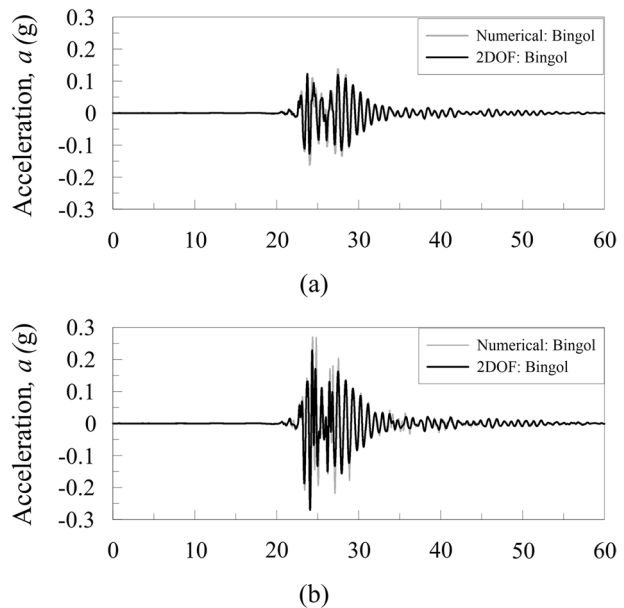 0.3
Numerical: Bingol
0.2
2DOF: Bingol
0.1
0
-0.1
-0.2
-0.3
Acceleration, a (g)
0 10 20 30 40 50 60
(a)
0.3
Numerical: Bingol
0.2
2DOF: Bingol
0.1
0
-0.1
-0.2
-0.3
Acceleration, a (g)
0 10 20 30 40 50 60
(b)